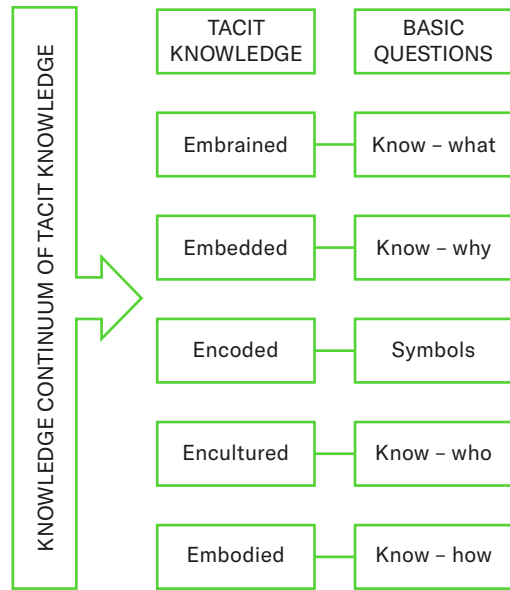 KNOWLEDGE CONTINUUM OF TACIT KNOWLEDGE
TACIT
KNOWLEDGE
BASIC
QUESTIONS
Embrained
Know – what
Embedded
Know – why
Encoded
Symbols
Encultured
Know – who
Embodied
Know – how